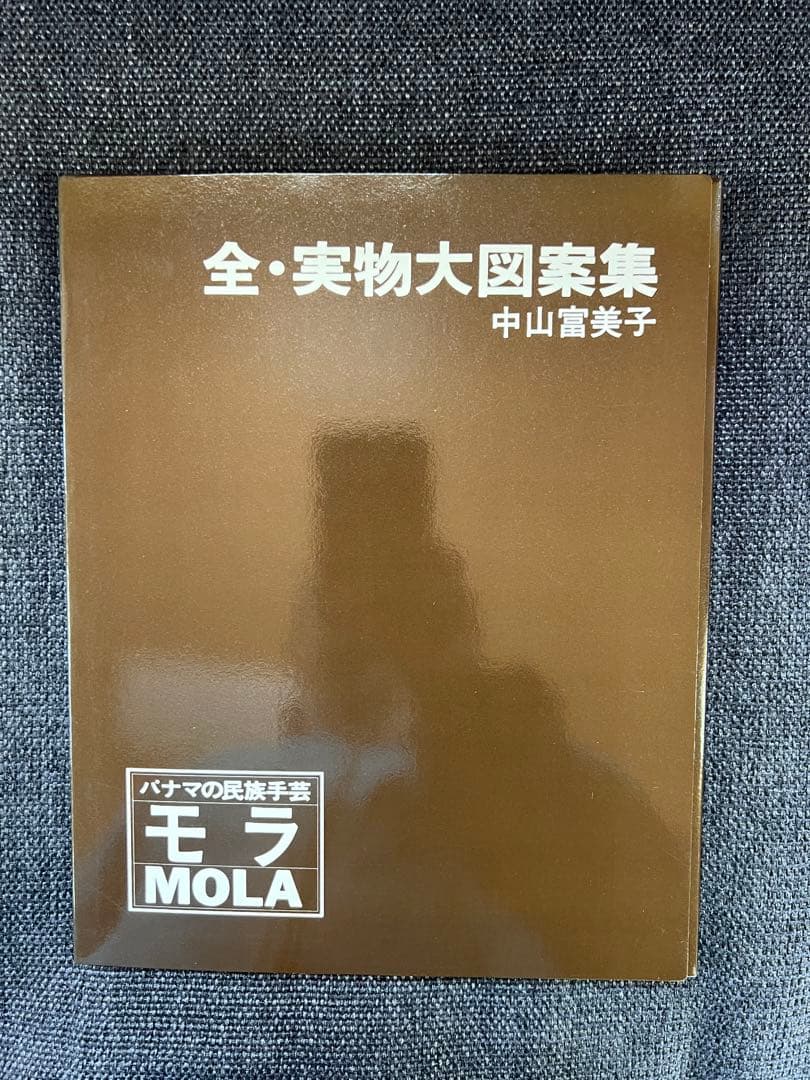 全・実物大図案集
中山富美子
パナマの民族手芸
モラ
MOLA